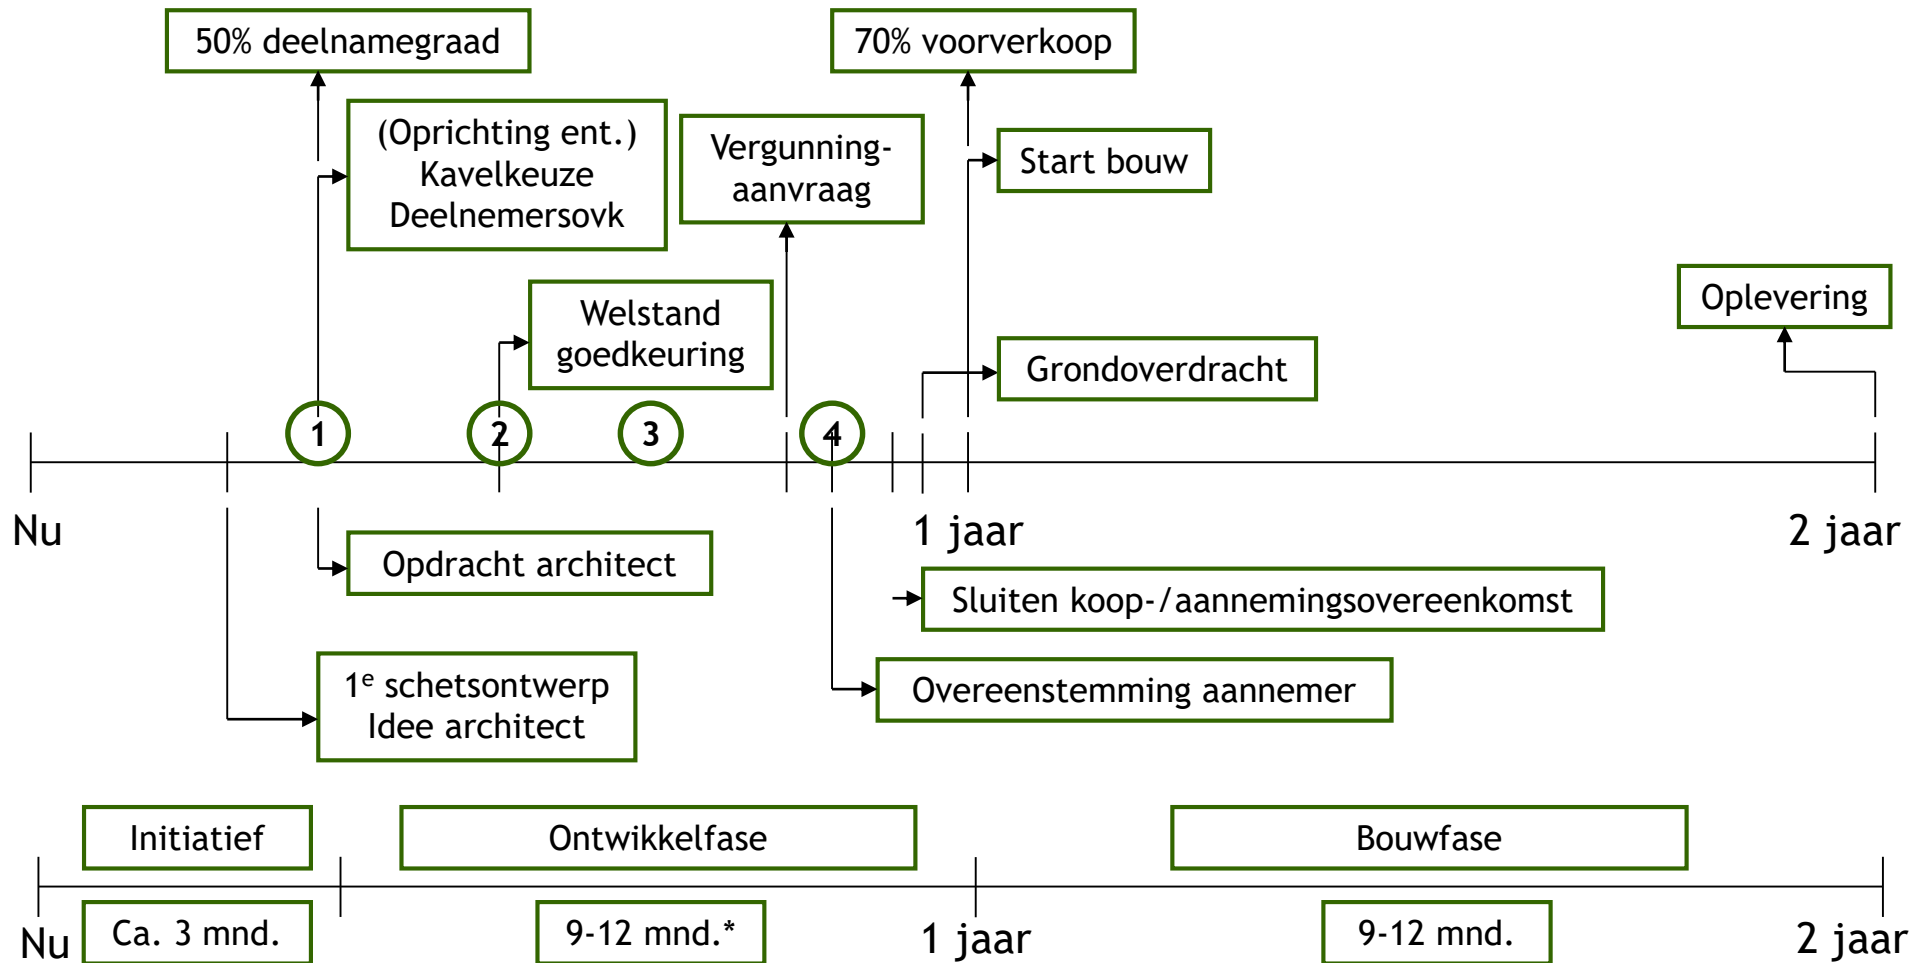 50% deelnamegraad
70% voorverkoop
(Oprichting ent.)
Kavelkeuze
Deelnemersovk
Vergunning-
aanvraag
Start bouw
Welstand
goedkeuring
Oplevering
Grondoverdracht
1
2
3
4
Nu
1 jaar
2 jaar
Opdracht architect
Sluiten koop-/aannemingsovereenkomst
1e schetsontwerp
Idee architect
Overeenstemming aannemer
Initiatief
Ontwikkelfase
Bouwfase
Nu
Ca. 3 mnd.
9-12 mnd.*
1 jaar
9-12 mnd.
2 jaar